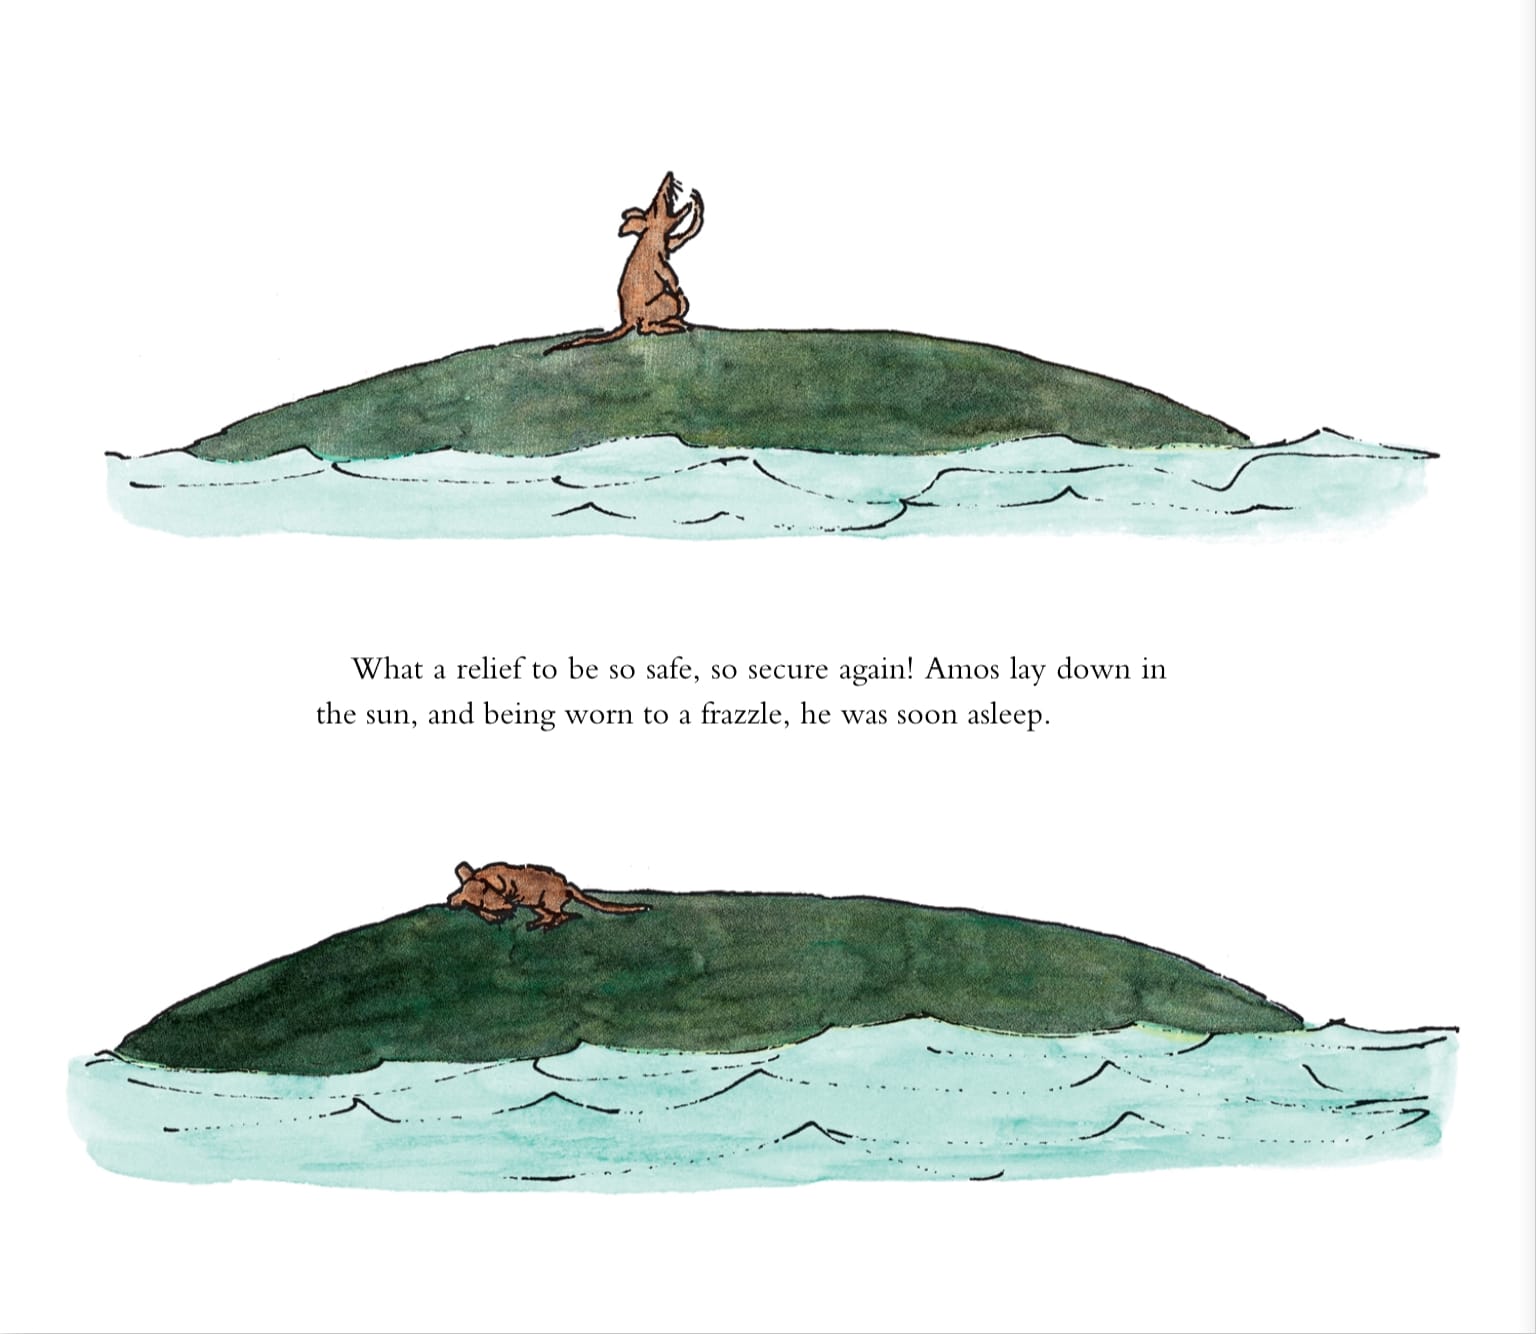 What a relief to be so safe, so secure again! Amos lay down in
the sun, and being worn to a frazzle, he was soon asleep.